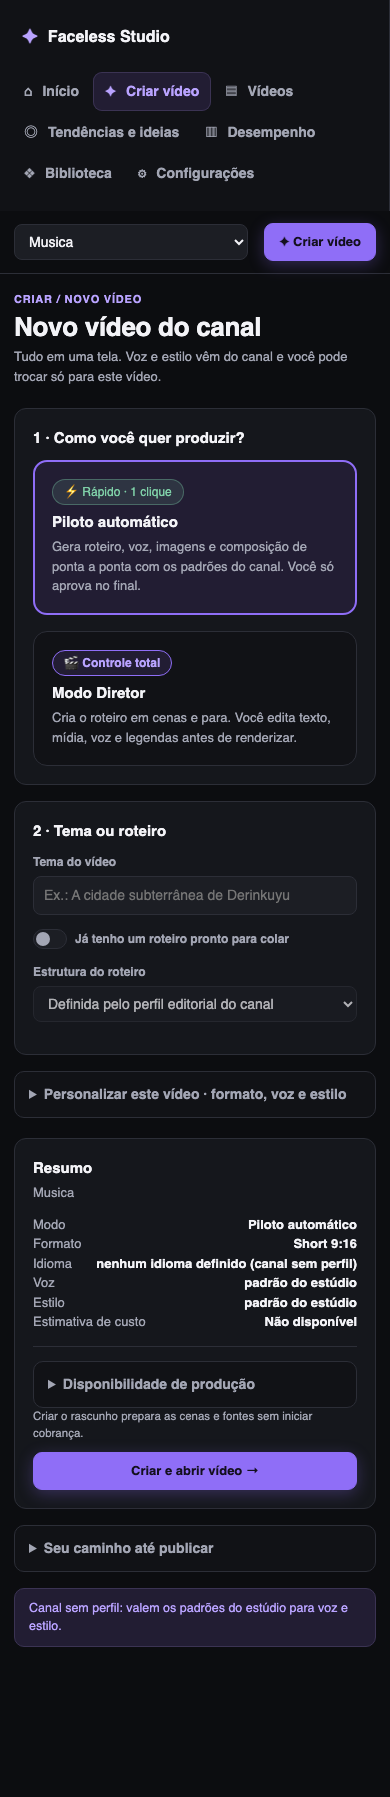 Faceless Studio
Início
Criar vídeo
Vídeos
Tendências e ideias
Desempenho
Biblioteca
Configurações
Musica
✦ Criar vídeo
CRIAR / NOVO VÍDEO
Novo vídeo do canal
Tudo em uma tela. Voz e estilo vêm do canal e você pode
trocar só para este vídeo.
1 · Como você quer produzir?
⚡ Rápido · 1 clique
Piloto automático
Gera roteiro, voz, imagens e composição de
ponta a ponta com os padrões do canal. Você só
aprova no final.
🎬 Controle total
Modo Diretor
Cria o roteiro em cenas e para. Você edita texto,
mídia, voz e legendas antes de renderizar.
2 · Tema ou roteiro
Tema do vídeo
Ex.: A cidade subterrânea de Derinkuyu
Já tenho um roteiro pronto para colar
Estrutura do roteiro
Definida pelo perfil editorial do canal
▶ Personalizar este vídeo · formato, voz e estilo
Resumo
Musica
Modo Piloto automático
Formato Short 9:16
Idioma nenhum idioma definido (canal sem perfil)
Voz padrão do estúdio
Estilo padrão do estúdio
Estimativa de custo Não disponível
▶ Disponibilidade de produção
Criar o rascunho prepara as cenas e fontes sem iniciar
cobrança.
Criar e abrir vídeo →
▶ Seu caminho até publicar
Canal sem perfil: valem os padrões do estúdio para voz e
estilo.